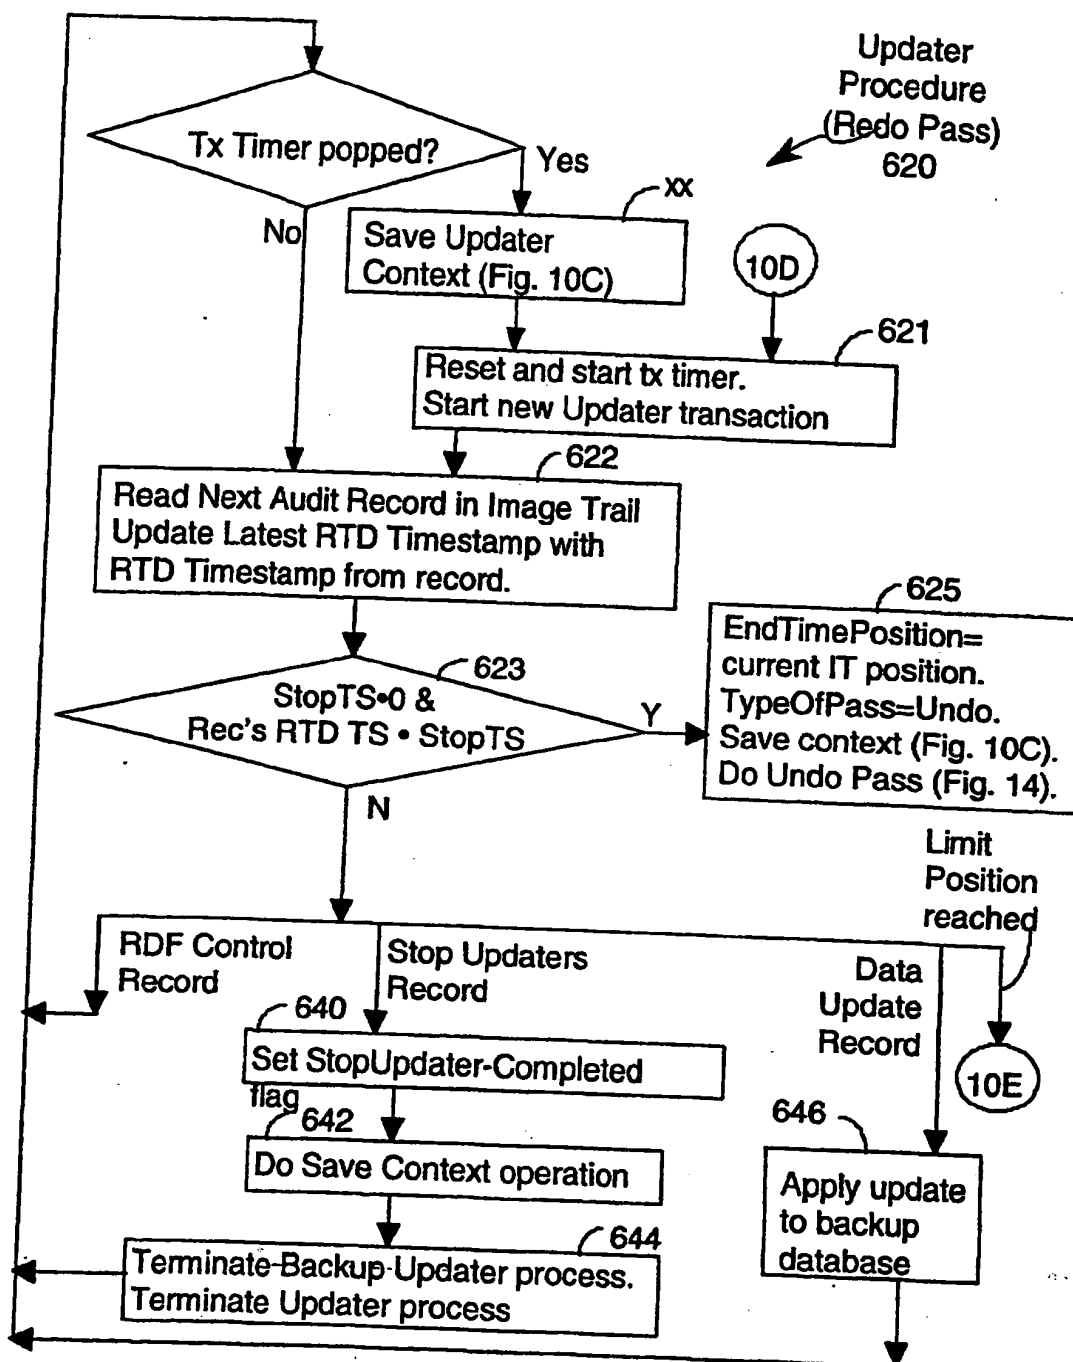 Updater
Procedure
(Redo Pass)
620
Tx Timer popped?
Yes
No
xx
Save Updater
Context (Fig. 10C)
10D
621
Reset and start tx timer.
Start new Updater transaction
622
Read Next Audit Record in Image Trail
Update Latest RTD Timestamp with
RTD Timestamp from record.
623
StopTS•0 &
Rec's RTD TS • StopTS
Y
N
625
EndTimePosition=
current IT position.
TypeOfPass=Undo.
Save context (Fig. 10C).
Do Undo Pass (Fig. 14).
Limit
Position
reached
RDF Control
Record
Stop Updaters
Record
Data
Update
Record
10E
640
Set StopUpdater-Completed
flag
642
Do Save Context operation
644
Terminate-Backup-Updater process.
Terminate Updater process
646
Apply update
to backup
database